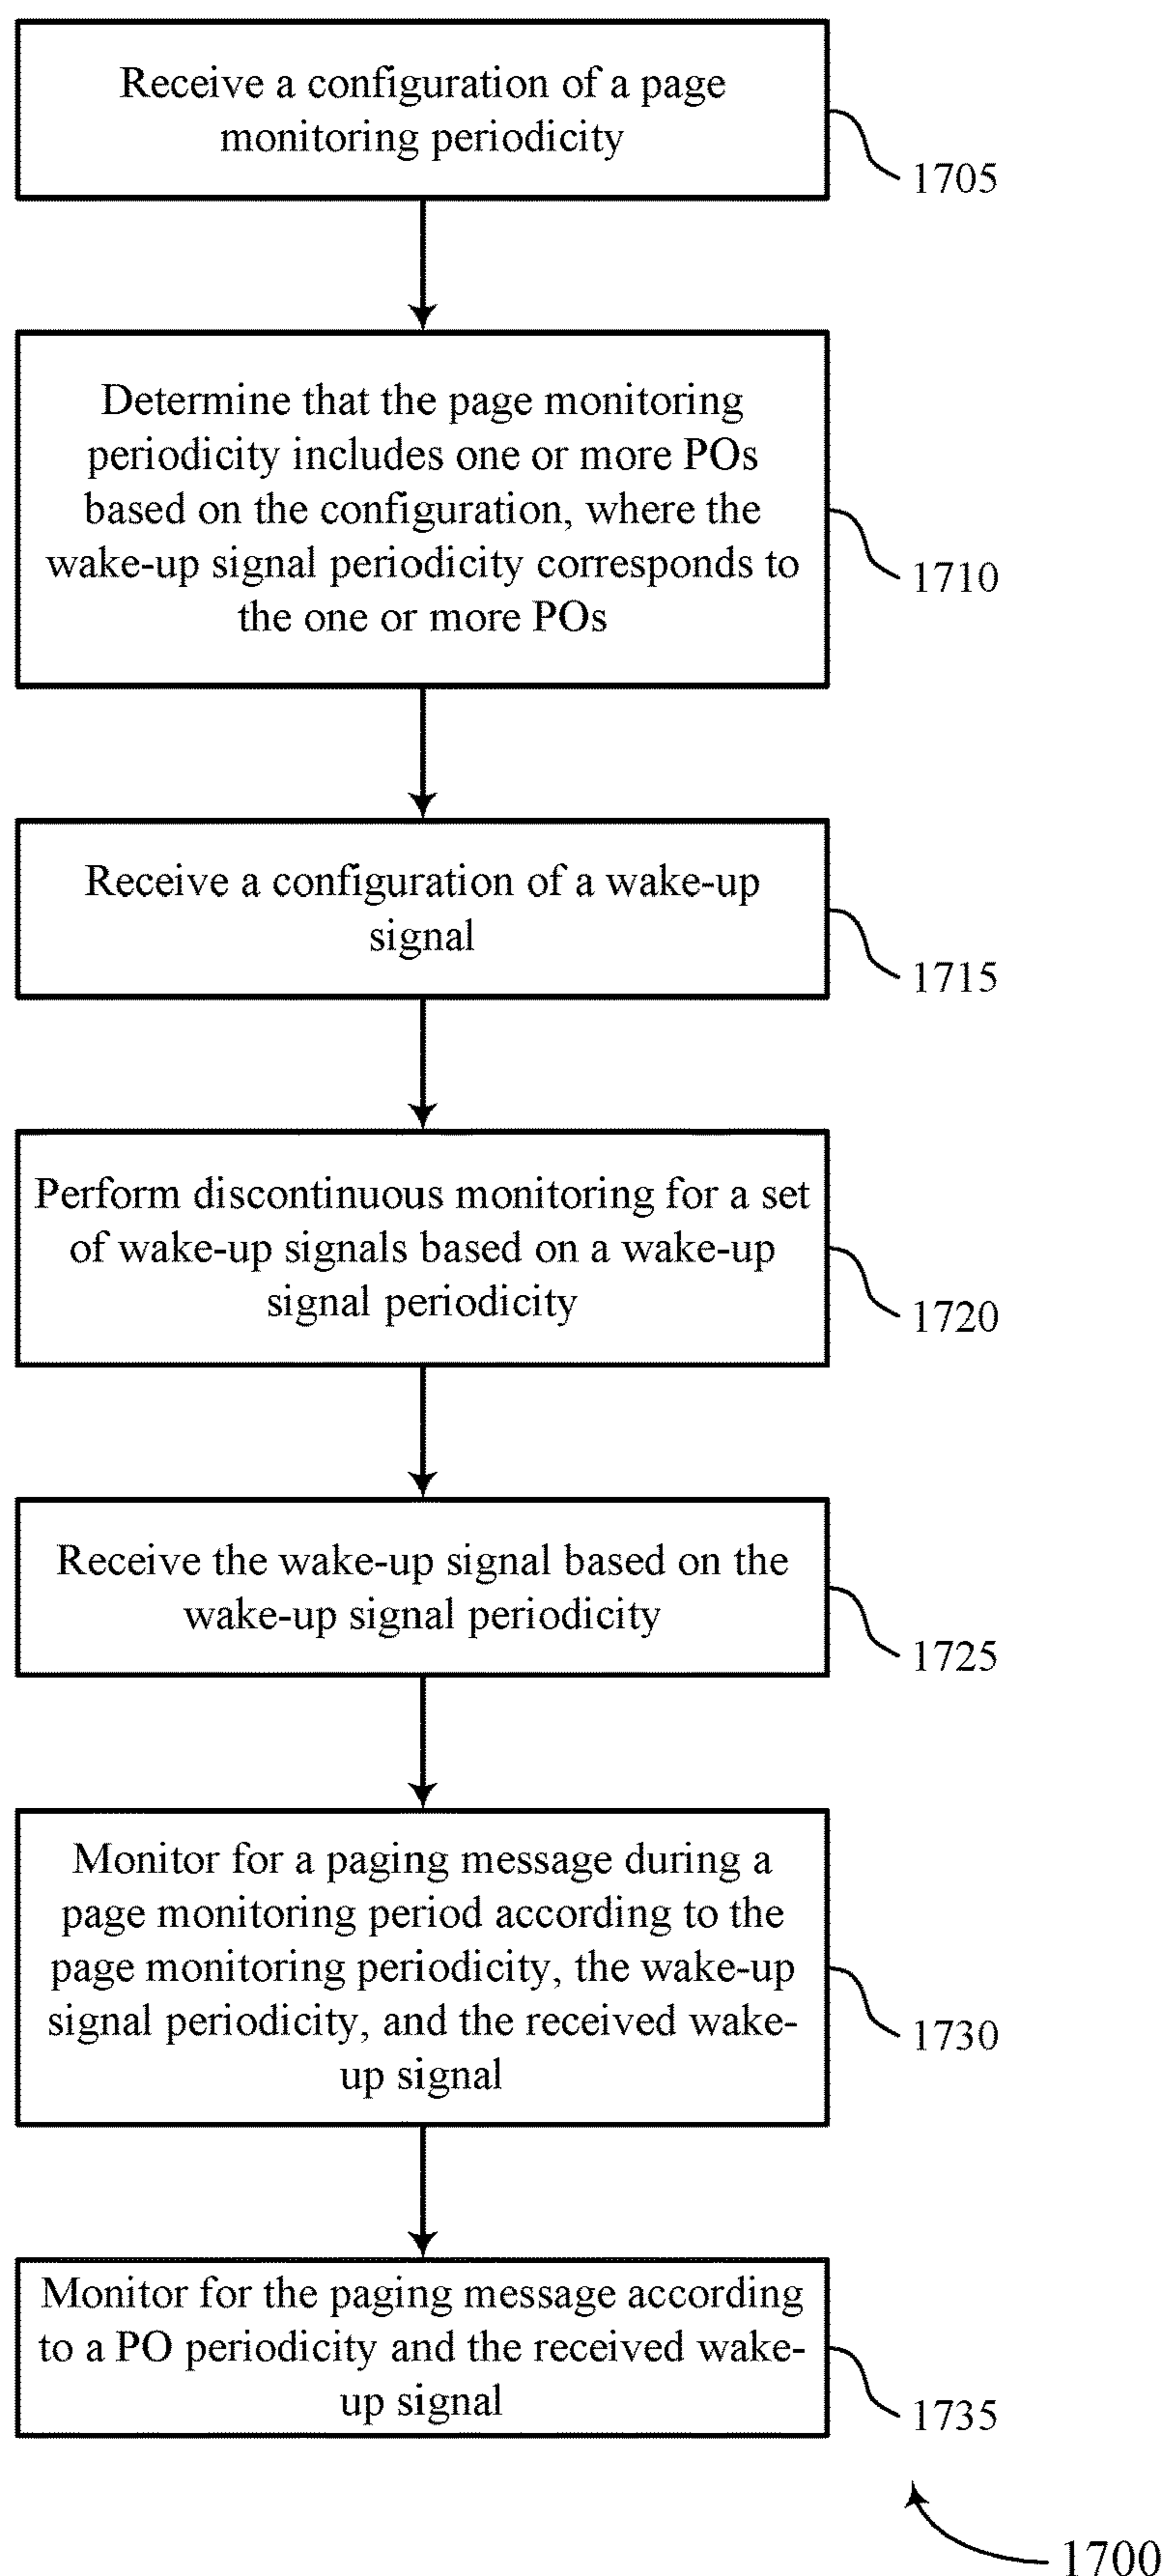 Receive a configuration of a page
monitoring periodicity
1705
Determine that the page monitoring
periodicity includes one or more POs
based on the configuration, where the
wake-up signal periodicity corresponds to
the one or more POs
1710
Receive a configuration of a wake-up
signal
1715
Perform discontinuous monitoring for a set
of wake-up signals based on a wake-up
signal periodicity
1720
Receive the wake-up signal based on the
wake-up signal periodicity
1725
Monitor for a paging message during a
page monitoring period according to the
page monitoring periodicity, the wake-up
signal periodicity, and the received wake-
up signal
1730
Monitor for the paging message according
to a PO periodicity and the received wake-
up signal
1735
1700